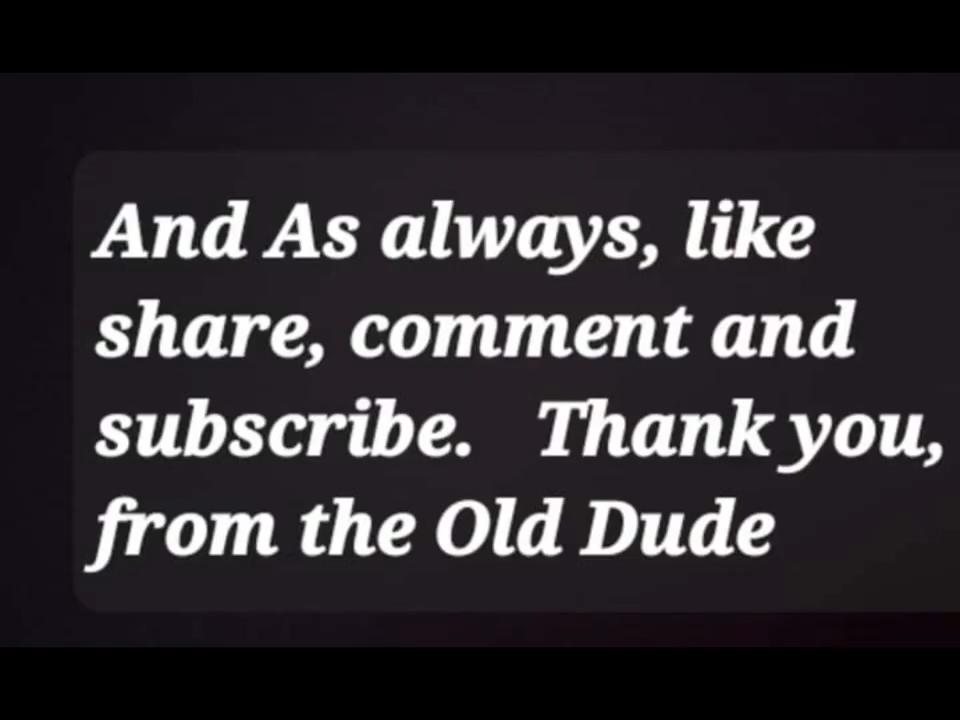 And As always, like
share, comment and
subscribe.   Thank you,
from the Old Dude